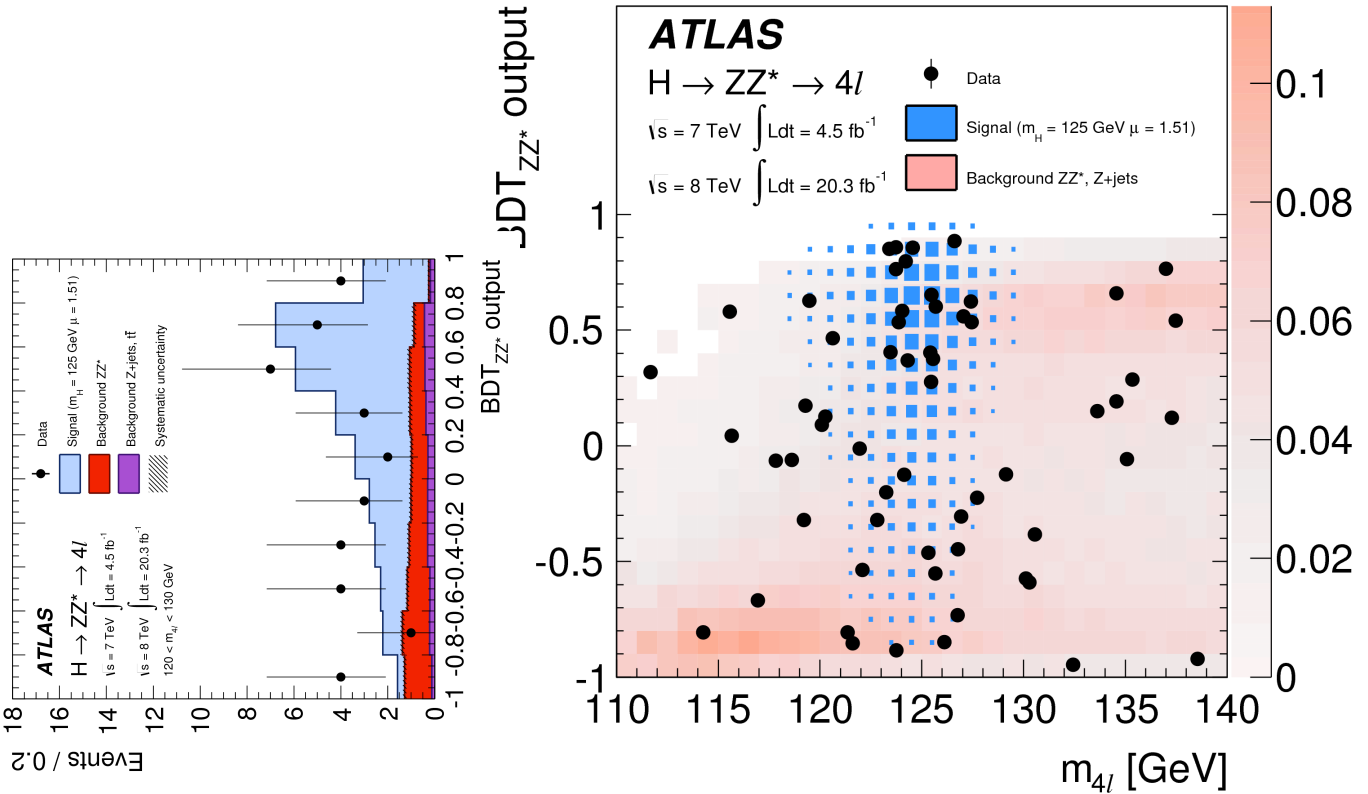 ATLAS
H → ZZ* → 4l
√s = 7 TeV ∫Ldt = 4.5 fb⁻¹
√s = 8 TeV ∫Ldt = 20.3 fb⁻¹
120 < m4l < 130 GeV
Data
Signal (mH = 125 GeV μ = 1.51)
Background ZZ*
Background Z+jets, tt̄
Systematic uncertainty
Events / 0.2
18 16 14 12 10 8 6 4 2 0
-1 -0.8 -0.6 -0.4 -0.2 0 0.2 0.4 0.6 0.8 1
BDTZZ* output
BDTZZ* output
ATLAS
H → ZZ* → 4l
√s = 7 TeV ∫Ldt = 4.5 fb⁻¹
√s = 8 TeV ∫Ldt = 20.3 fb⁻¹
Data
Signal (mH = 125 GeV μ = 1.51)
Background ZZ*, Z+jets
1
0.5
0
-0.5
-1
110 115 120 125 130 135 140
m4l [GeV]
0.1
0.08
0.06
0.04
0.02
0